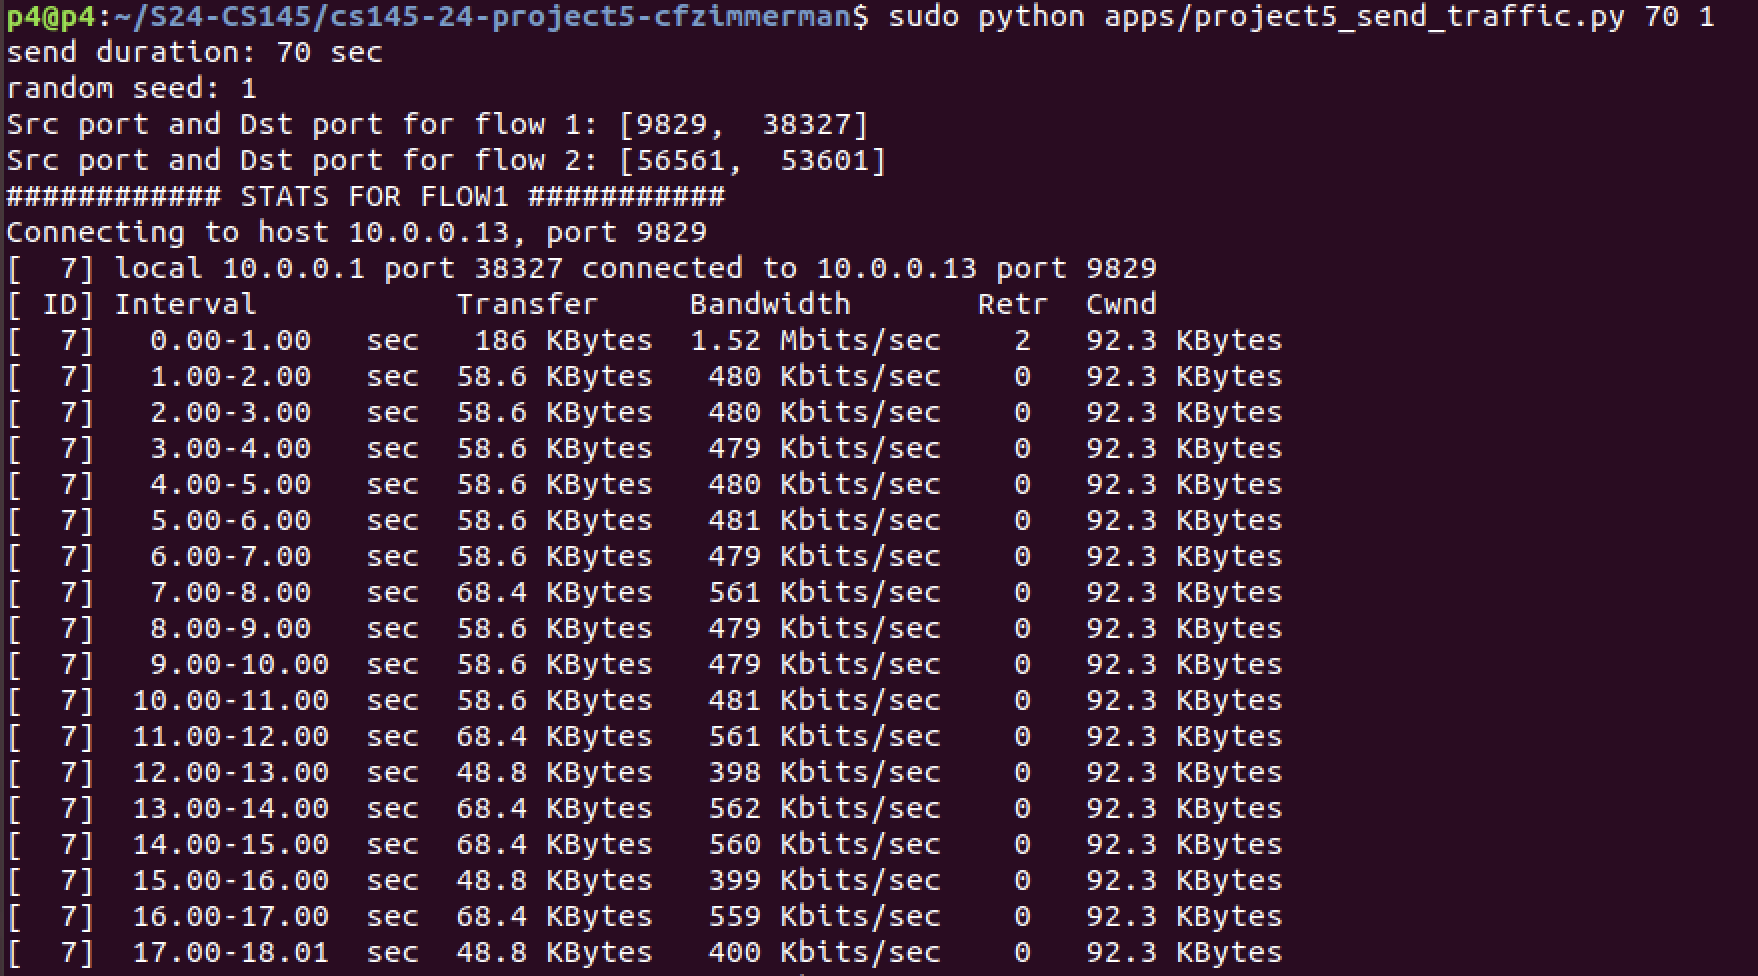 p4@p4:~/S24-CS145/cs145-24-project5-cfzimmerman$ sudo python apps/project5_send_traffic.py 70 1
send duration: 70 sec
random seed: 1
Src port and Dst port for flow 1: [9829,  38327]
Src port and Dst port for flow 2: [56561,  53601]
############ STATS FOR FLOW1 ###########
Connecting to host 10.0.0.13, port 9829
[  7] local 10.0.0.1 port 38327 connected to 10.0.0.13 port 9829
[ ID] Interval           Transfer     Bandwidth       Retr  Cwnd
[  7]   0.00-1.00   sec   186 KBytes  1.52 Mbits/sec    2   92.3 KBytes
[  7]   1.00-2.00   sec  58.6 KBytes   480 Kbits/sec    0   92.3 KBytes
[  7]   2.00-3.00   sec  58.6 KBytes   480 Kbits/sec    0   92.3 KBytes
[  7]   3.00-4.00   sec  58.6 KBytes   479 Kbits/sec    0   92.3 KBytes
[  7]   4.00-5.00   sec  58.6 KBytes   480 Kbits/sec    0   92.3 KBytes
[  7]   5.00-6.00   sec  58.6 KBytes   481 Kbits/sec    0   92.3 KBytes
[  7]   6.00-7.00   sec  58.6 KBytes   479 Kbits/sec    0   92.3 KBytes
[  7]   7.00-8.00   sec  68.4 KBytes   561 Kbits/sec    0   92.3 KBytes
[  7]   8.00-9.00   sec  58.6 KBytes   479 Kbits/sec    0   92.3 KBytes
[  7]   9.00-10.00  sec  58.6 KBytes   479 Kbits/sec    0   92.3 KBytes
[  7]  10.00-11.00  sec  58.6 KBytes   481 Kbits/sec    0   92.3 KBytes
[  7]  11.00-12.00  sec  68.4 KBytes   561 Kbits/sec    0   92.3 KBytes
[  7]  12.00-13.00  sec  48.8 KBytes   398 Kbits/sec    0   92.3 KBytes
[  7]  13.00-14.00  sec  68.4 KBytes   562 Kbits/sec    0   92.3 KBytes
[  7]  14.00-15.00  sec  68.4 KBytes   560 Kbits/sec    0   92.3 KBytes
[  7]  15.00-16.00  sec  48.8 KBytes   399 Kbits/sec    0   92.3 KBytes
[  7]  16.00-17.00  sec  68.4 KBytes   559 Kbits/sec    0   92.3 KBytes
[  7]  17.00-18.01  sec  48.8 KBytes   400 Kbits/sec    0   92.3 KBytes